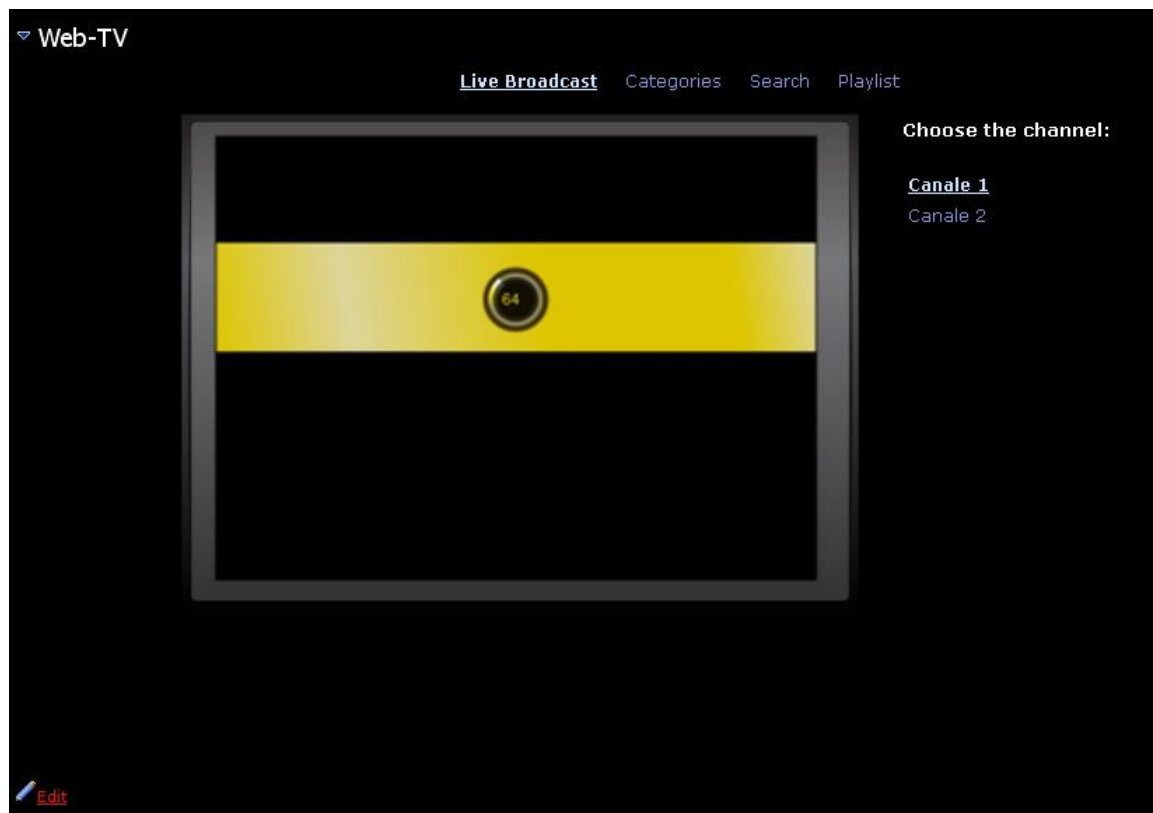 Web-TV
Live Broadcast Categories Search Playlist
Choose the channel:
Canale 1
Canale 2
64
Edit